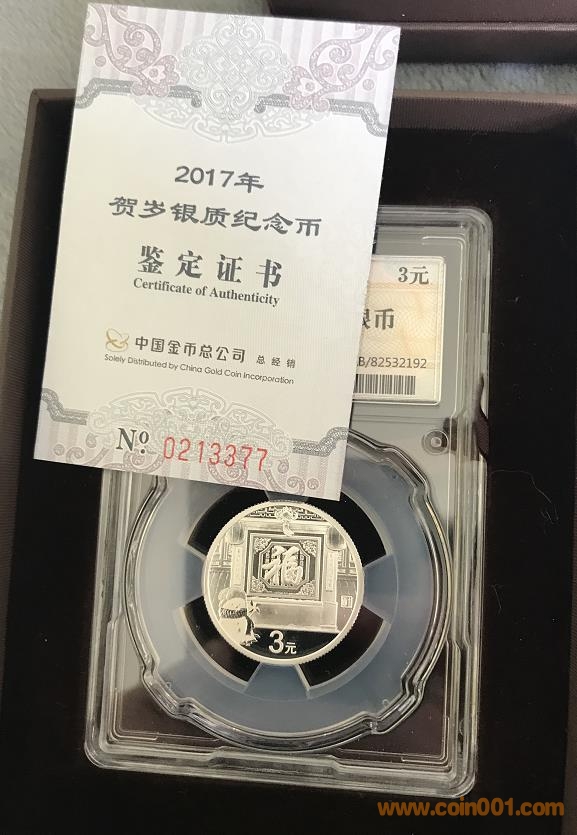 2017年
贺岁银质纪念币
鉴定证书
Certificate of Authenticity
中国金币总公司 总经销
Solely Distributed by China Gold Coin Incorporation
No. 0213377
3元
银币
B/82532192
福
3元
www.coin001.com